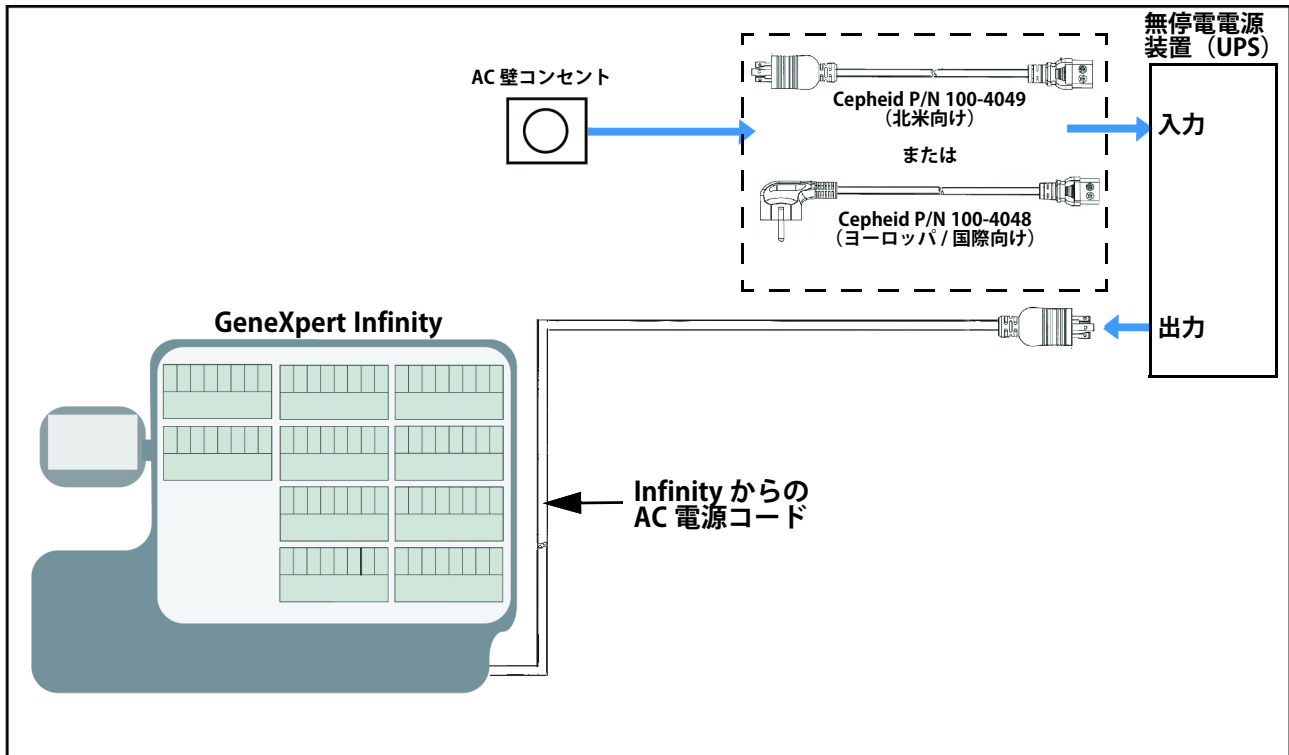 無停電電源
装置（UPS）
AC 壁コンセント
Cepheid P/N 100-4049
（北米向け）
または
Cepheid P/N 100-4048
（ヨーロッパ / 国際向け）
入力
出力
GeneXpert Infinity
Infinity からの
AC 電源コード